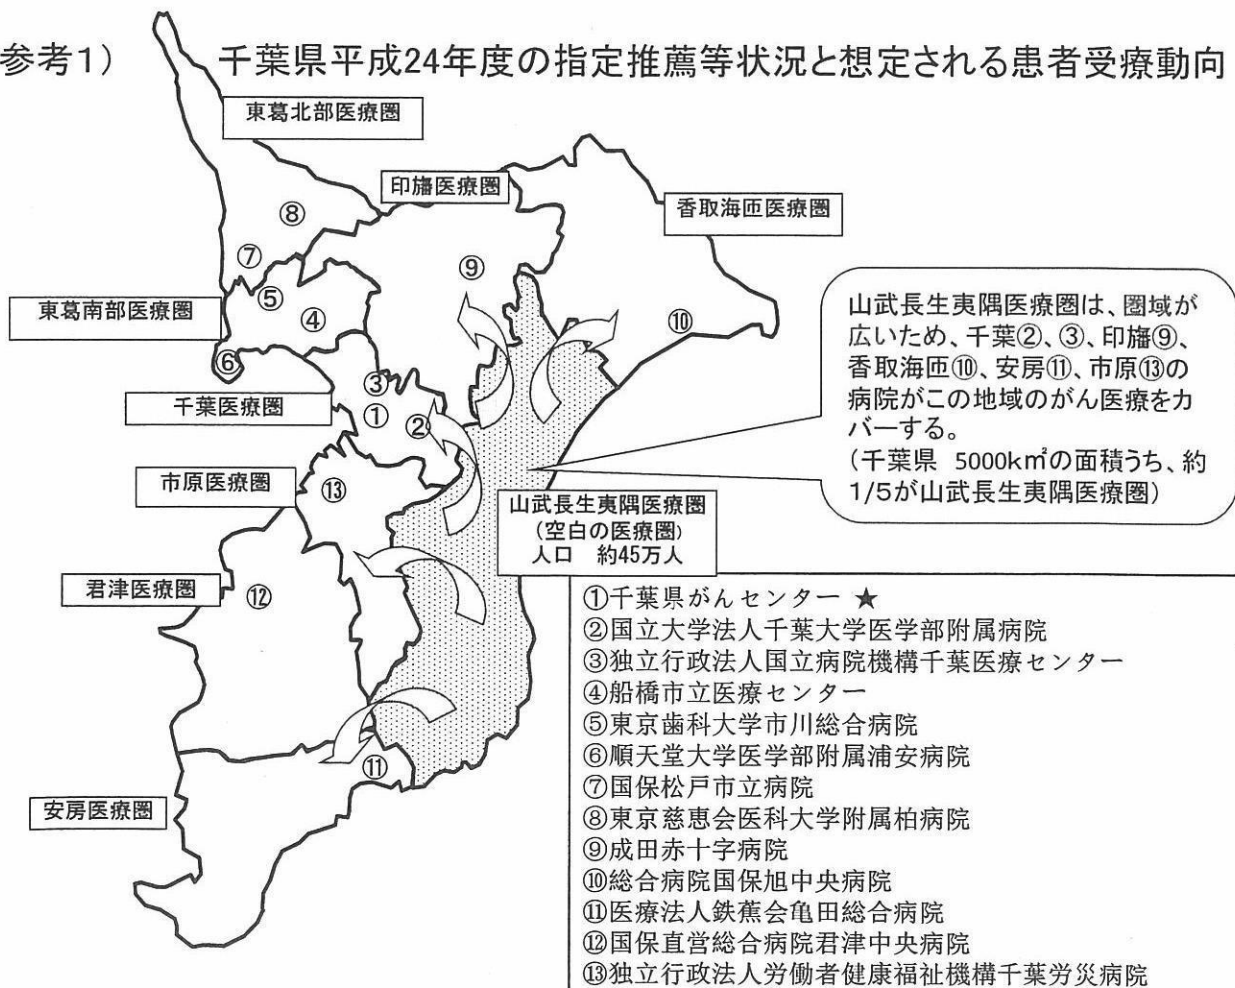 参考1)
千葉県平成24年度の指定推薦等状況と想定される患者受療動向
東葛北部医療圏
印旛医療圏
香取海匝医療圏
⑧
⑦
⑨
⑤
④
⑩
東葛南部医療圏
⑥
山武長生夷隅医療圏は、圏域が
広いため、千葉②、③、印旛⑨、
香取海匝⑩、安房⑪、市原⑬の
病院がこの地域のがん医療をカ
バーする。
(千葉県 5000k㎡の面積うち、約
1/5が山武長生夷隅医療圏)
千葉医療圏
③
①
②
市原医療圏
⑬
山武長生夷隅医療圏
(空白の医療圏)
人口 約45万人
君津医療圏
⑫
安房医療圏
⑪
①千葉県がんセンター ★
②国立大学法人千葉大学医学部附属病院
③独立行政法人国立病院機構千葉医療センター
④船橋市立医療センター
⑤東京歯科大学市川総合病院
⑥順天堂大学医学部附属浦安病院
⑦国保松戸市立病院
⑧東京慈恵会医科大学附属柏病院
⑨成田赤十字病院
⑩総合病院国保旭中央病院
⑪医療法人鉄蕉会亀田総合病院
⑫国保直営総合病院君津中央病院
⑬独立行政法人労働者健康福祉機構千葉労災病院